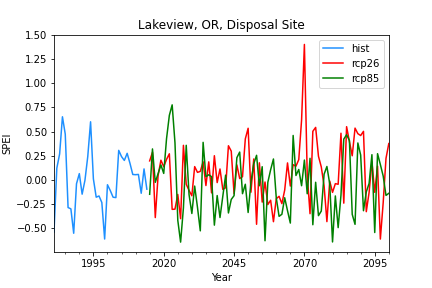 Lakeview, OR, Disposal Site
1.50
1.25
1.00
0.75
0.50
0.25
0.00
−0.25
−0.50
SPEI
hist
rcp26
rcp85
1995 2020 2045 2070 2095
Year